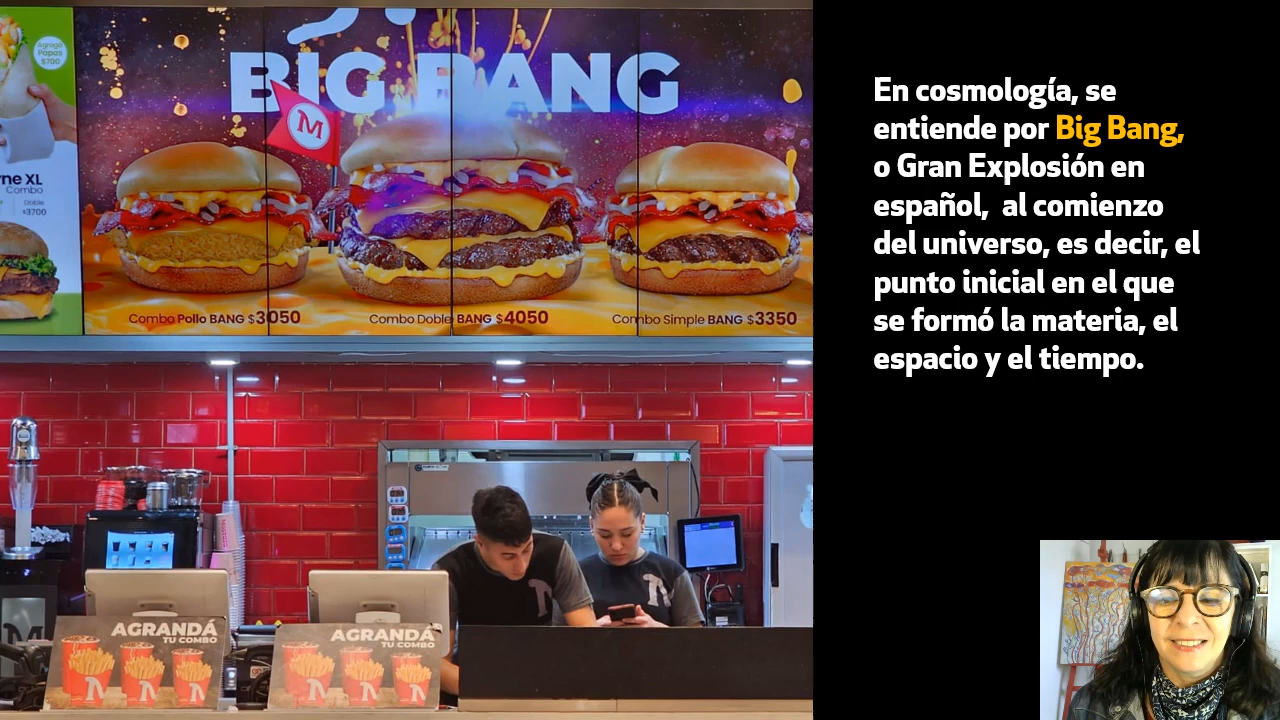 Agregá
Papas
$700
BIG BANG
M
ne XL
Combo
Doble
$3700
Combo Pollo BANG $3050
Combo Doble BANG $4050
Combo Simple BANG $3350
AGRANDÁ
TU COMBO
AGRANDÁ
TU COMBO
En cosmología, se
entiende por Big Bang,
o Gran Explosión en
español, al comienzo
del universo, es decir, el
punto inicial en el que
se formó la materia, el
espacio y el tiempo.